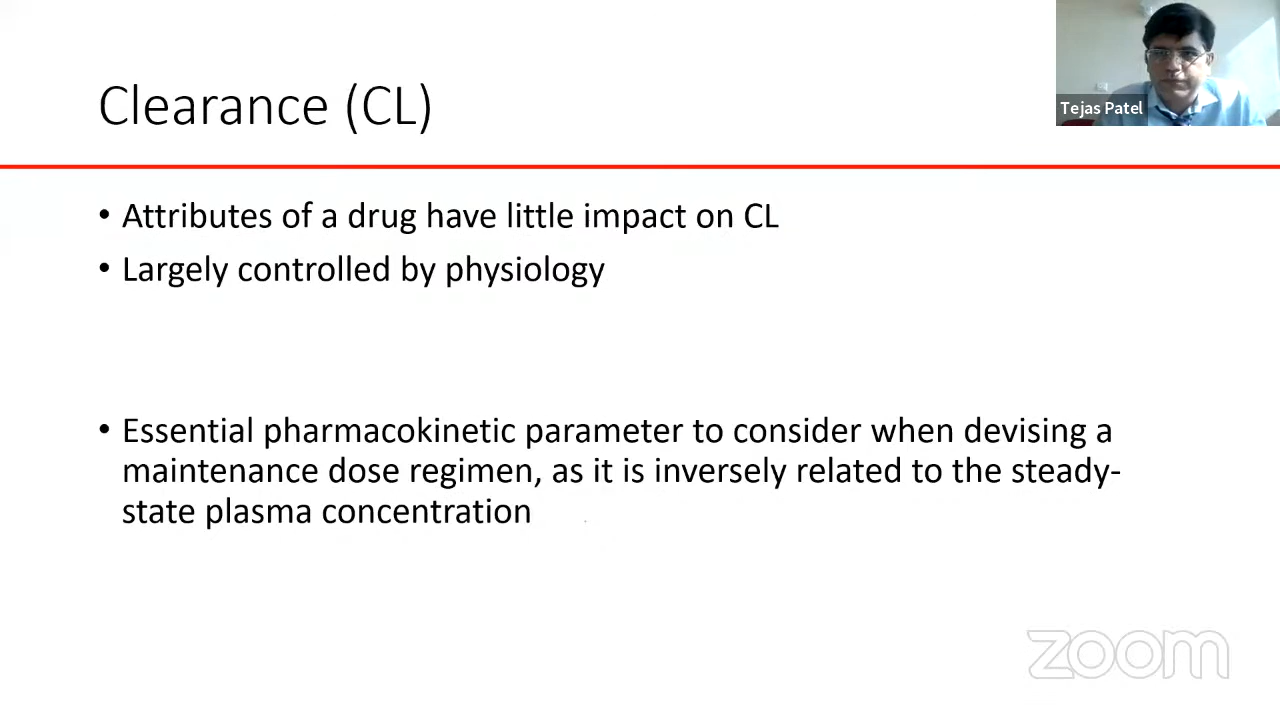 Clearance (CL)
Tejas Patel
• Attributes of a drug have little impact on CL
• Largely controlled by physiology
• Essential pharmacokinetic parameter to consider when devising a
maintenance dose regimen, as it is inversely related to the steady-
state plasma concentration
zoom